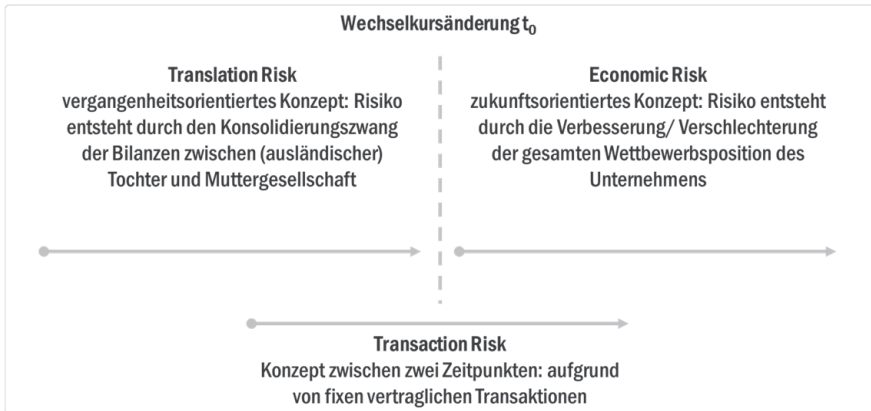 Wechselkursänderung t₀
Translation Risk
vergangenheitsorientiertes Konzept: Risiko
entsteht durch den Konsolidierungszwang
der Bilanzen zwischen (ausländischer)
Tochter und Muttergesellschaft
Economic Risk
zukunftsorientiertes Konzept: Risiko entsteht
durch die Verbesserung/ Verschlechterung
der gesamten Wettbewerbsposition des
Unternehmens
Transaction Risk
Konzept zwischen zwei Zeitpunkten: aufgrund
von fixen vertraglichen Transaktionen